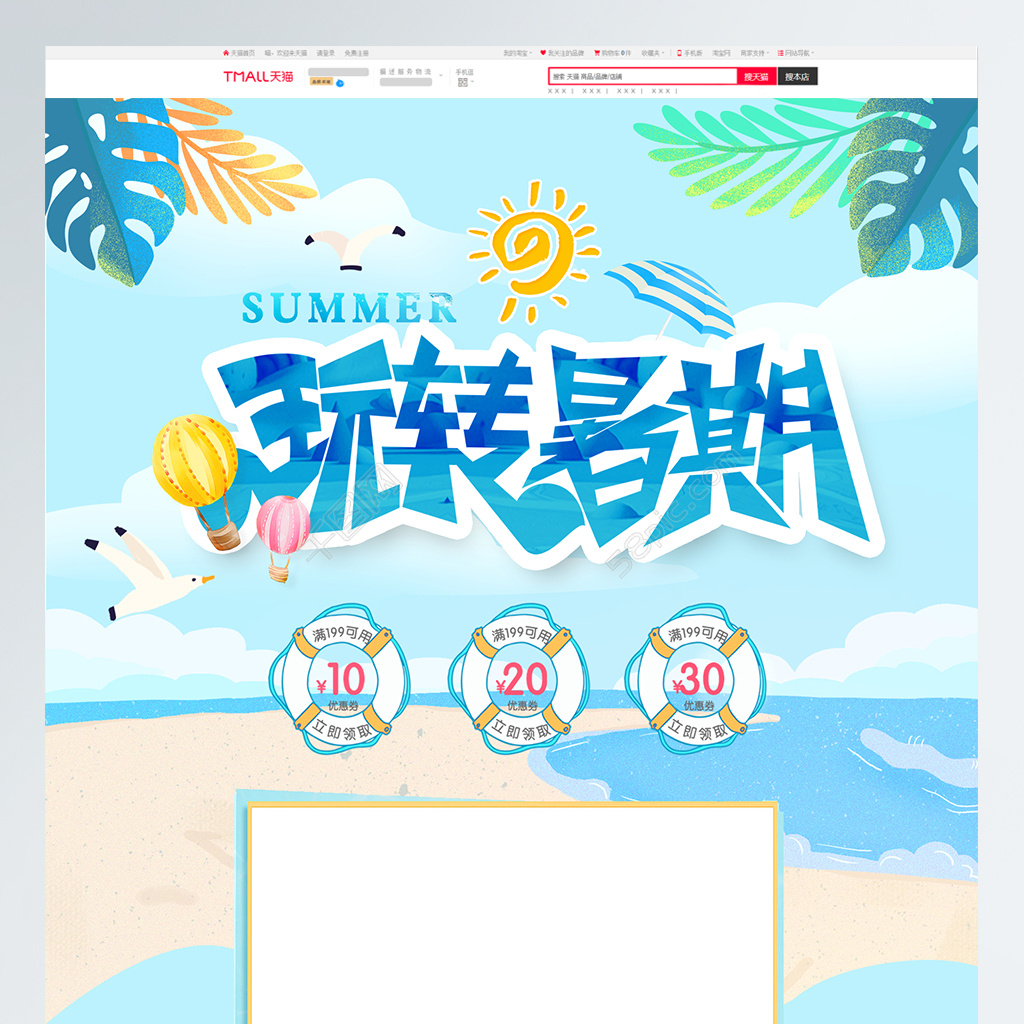 天猫首页 喵，欢迎来天猫 请登录 免费注册 我的淘宝 我关注的品牌 购物车0件 收藏夹 手机版 淘宝网 商家支持 网站导航
TMALL天猫 描述 服务 物流 手机逛
搜索 天猫 商品/品牌/店铺 搜天猫 搜本店
XXX | XXX | XXX | XXX |
SUMMER
玩转暑期
满199可用 满199可用 满199可用
¥10 ¥20 ¥30
优惠券 优惠券 优惠券
立即领取 立即领取 立即领取